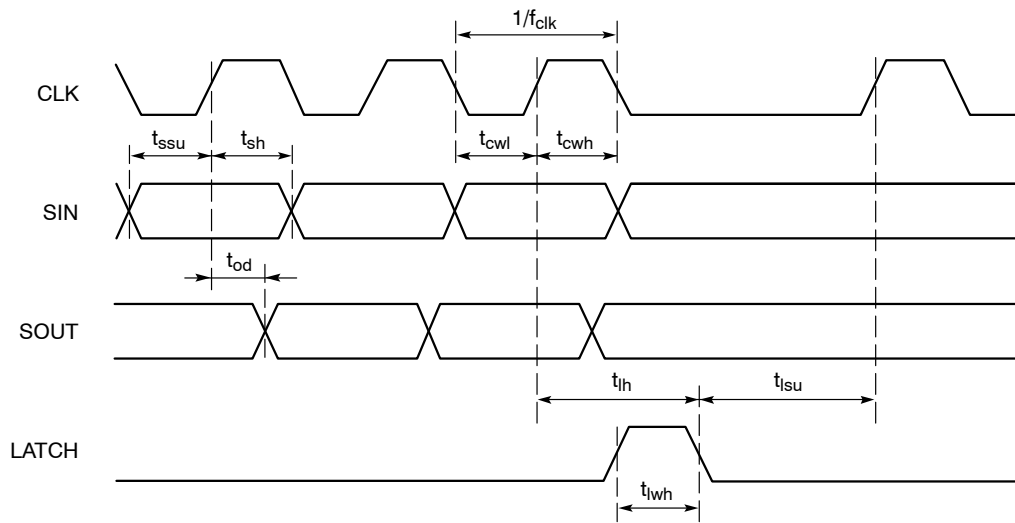 1/fclk
CLK
tssu
tsh
tcwl
tcwh
SIN
tod
SOUT
tlh
tlsu
LATCH
tlwh